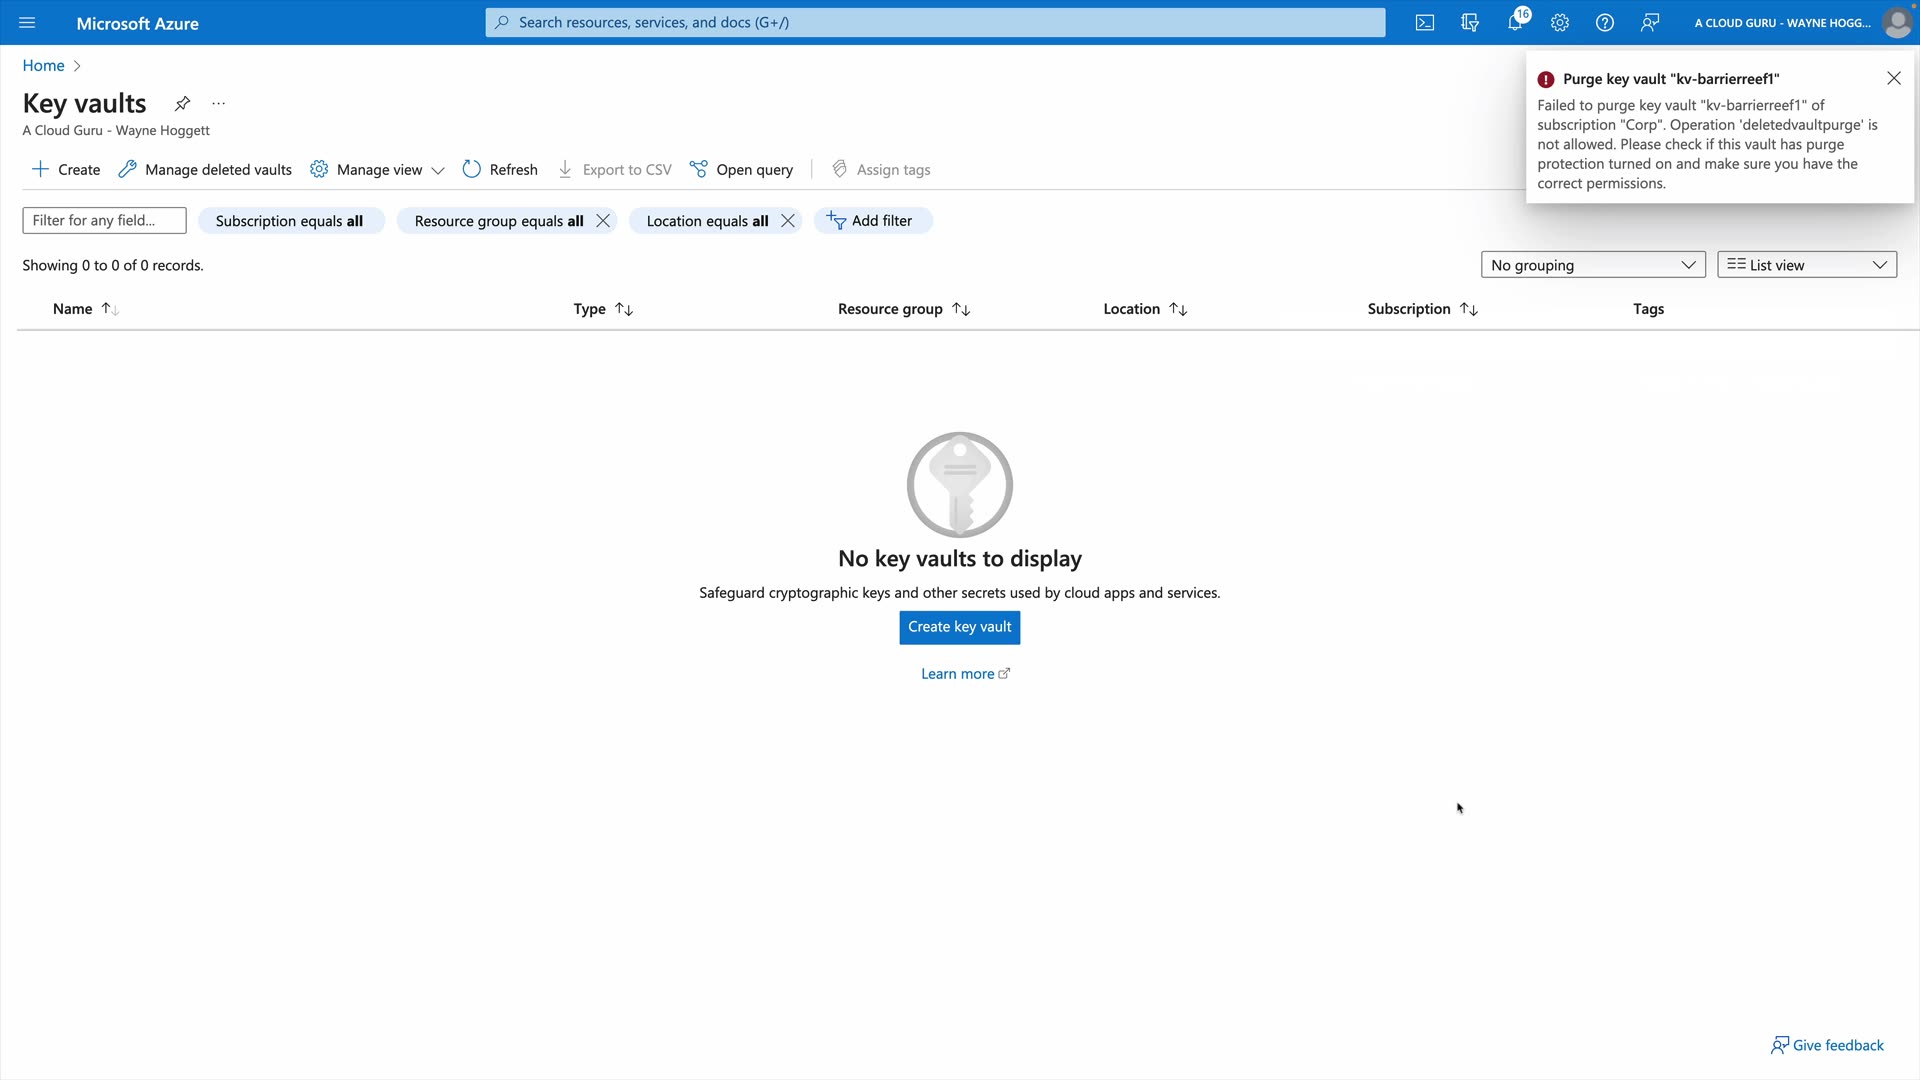 Microsoft Azure
Search resources, services, and docs (G+/)
16
A CLOUD GURU - WAYNE HOGG...
Home
Key vaults
...
A Cloud Guru - Wayne Hoggett
Purge key vault "kv-barrierreef1"
Failed to purge key vault "kv-barrierreef1" of
subscription "Corp". Operation 'deletedvaultpurge' is
not allowed. Please check if this vault has purge
protection turned on and make sure you have the
correct permissions.
Create
Manage deleted vaults
Manage view
Refresh
Export to CSV
Open query
Assign tags
Filter for any field...
Subscription equals all
Resource group equals all
Location equals all
Add filter
Showing 0 to 0 of 0 records.
No grouping
List view
Name
Type
Resource group
Location
Subscription
Tags
No key vaults to display
Safeguard cryptographic keys and other secrets used by cloud apps and services.
Create key vault
Learn more
Give feedback